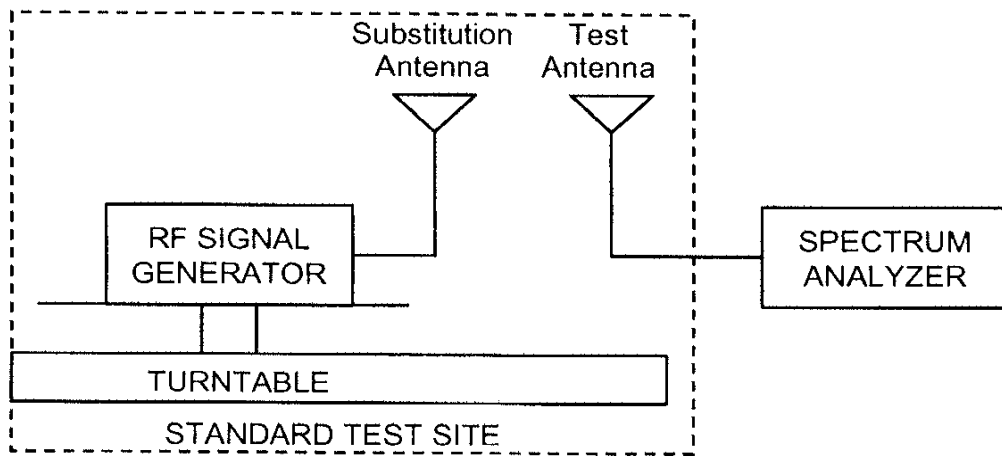 Substitution
Antenna
Test
Antenna
RF SIGNAL
GENERATOR
SPECTRUM
ANALYZER
TURNTABLE
STANDARD TEST SITE